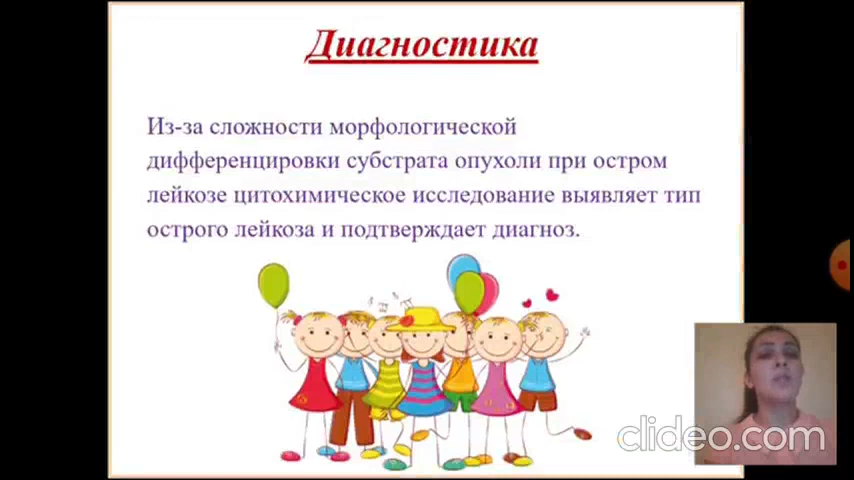 Диагностика
Из-за сложности морфологической
дифференцировки субстрата опухоли при остром
лейкозе цитохимическое исследование выявляет тип
острого лейкоза и подтверждает диагноз.
clideo.com